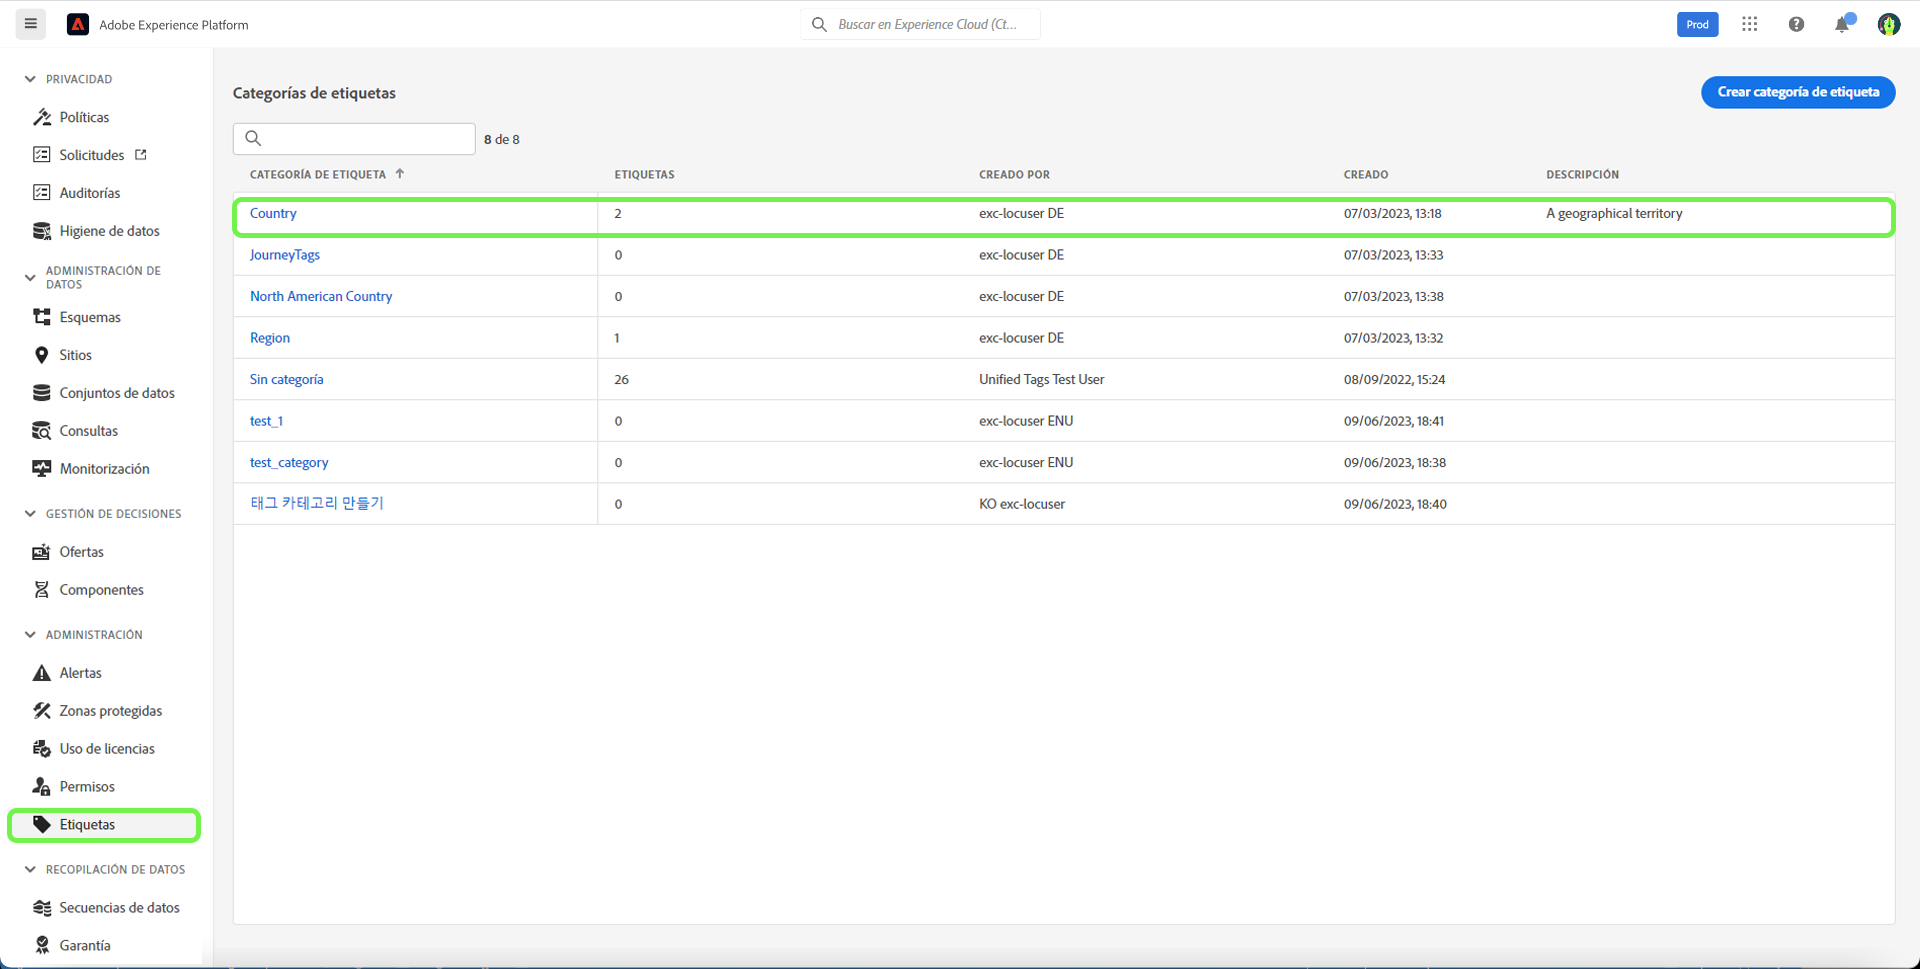 Adobe Experience Platform
Buscar en Experience Cloud (Ct...
Prod
PRIVACIDAD
Políticas
Solicitudes
Auditorías
Higiene de datos
ADMINISTRACIÓN DE
DATOS
Esquemas
Sitios
Conjuntos de datos
Consultas
Monitorización
GESTIÓN DE DECISIONES
Ofertas
Componentes
ADMINISTRACIÓN
Alertas
Zonas protegidas
Uso de licencias
Permisos
Etiquetas
RECOPILACIÓN DE DATOS
Secuencias de datos
Garantía
Categorías de etiquetas
Crear categoría de etiqueta
8 de 8
CATEGORÍA DE ETIQUETA ETIQUETAS CREADO POR CREADO DESCRIPCIÓN
Country 2 exc-locuser DE 07/03/2023, 13:18 A geographical territory
JourneyTags 0 exc-locuser DE 07/03/2023, 13:33
North American Country 0 exc-locuser DE 07/03/2023, 13:38
Region 1 exc-locuser DE 07/03/2023, 13:32
Sin categoría 26 Unified Tags Test User 08/09/2022, 15:24
test_1 0 exc-locuser ENU 09/06/2023, 18:41
test_category 0 exc-locuser ENU 09/06/2023, 18:38
태그 카테고리 만들기 0 KO exc-locuser 09/06/2023, 18:40